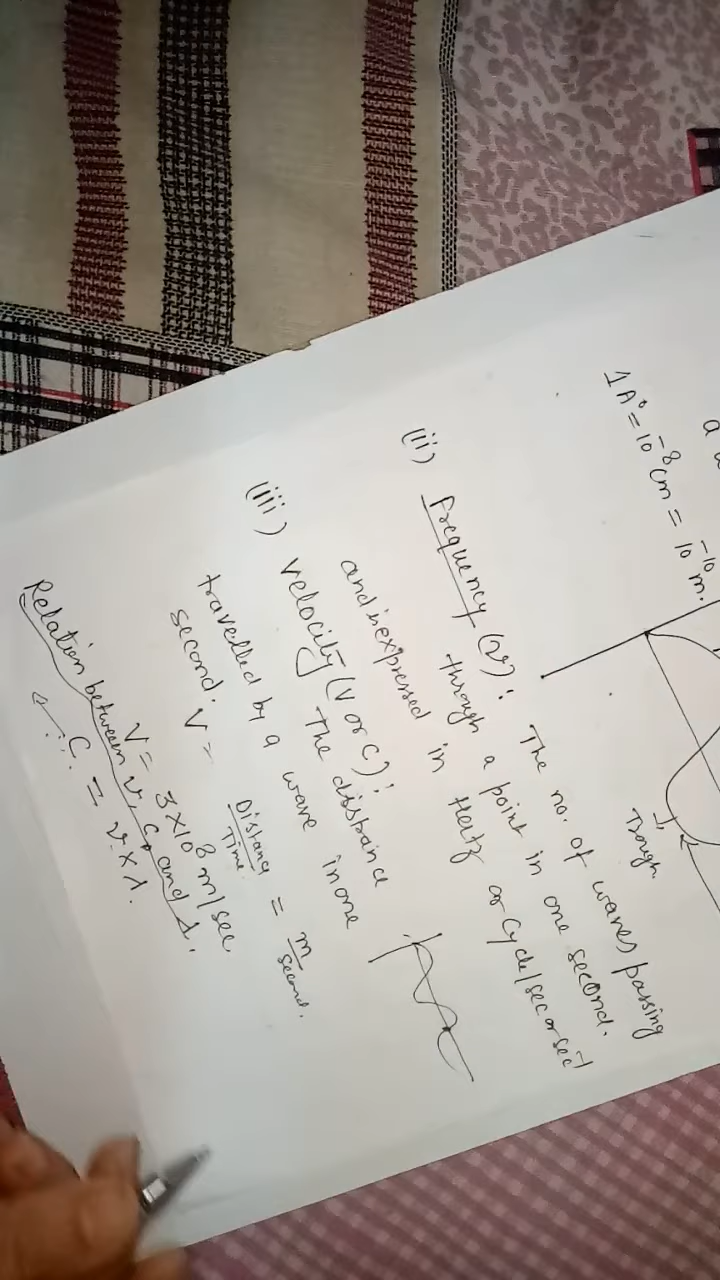 1A° = 10⁻⁸ cm = 10⁻¹⁰ m.
Trough
(ii) Frequency (ν): The no. of waves passing
through a point in one second.
and is expressed in Hertz or Cycle/sec or sec⁻¹
(iii) Velocity (V or C): The distance
travelled by a wave in one
second. V = Distance/Time = m/second.
V = 3×10⁸ m/sec
Relation between ν, C, and λ.
C = ν × λ.